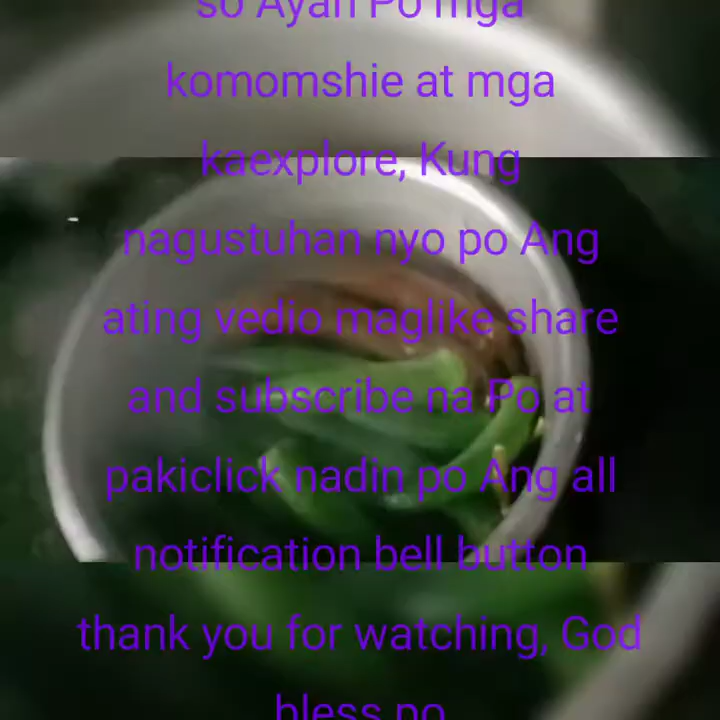 so Ayan Po mga
komomshie at mga
kaexplore, Kung
nagustuhan nyo po Ang
ating vedio maglike share
and subscribe na Po at
pakiclick nadin po Ang all
notification bell button
thank you for watching, God
bless po